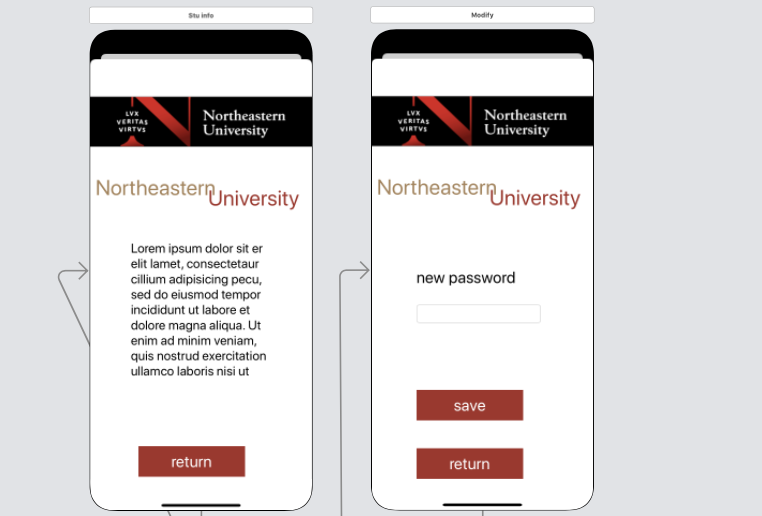 Stu info
Modify
LVX
VERITAS
VIRTVS
Northeastern
University
Northeastern
University
Lorem ipsum dolor sit er
elit lamet, consectetaur
cillium adipisicing pecu,
sed do eiusmod tempor
incididunt ut labore et
dolore magna aliqua. Ut
enim ad minim veniam,
quis nostrud exercitation
ullamco laboris nisi ut
return
LVX
VERITAS
VIRTVS
Northeastern
University
Northeastern
University
new password
save
return